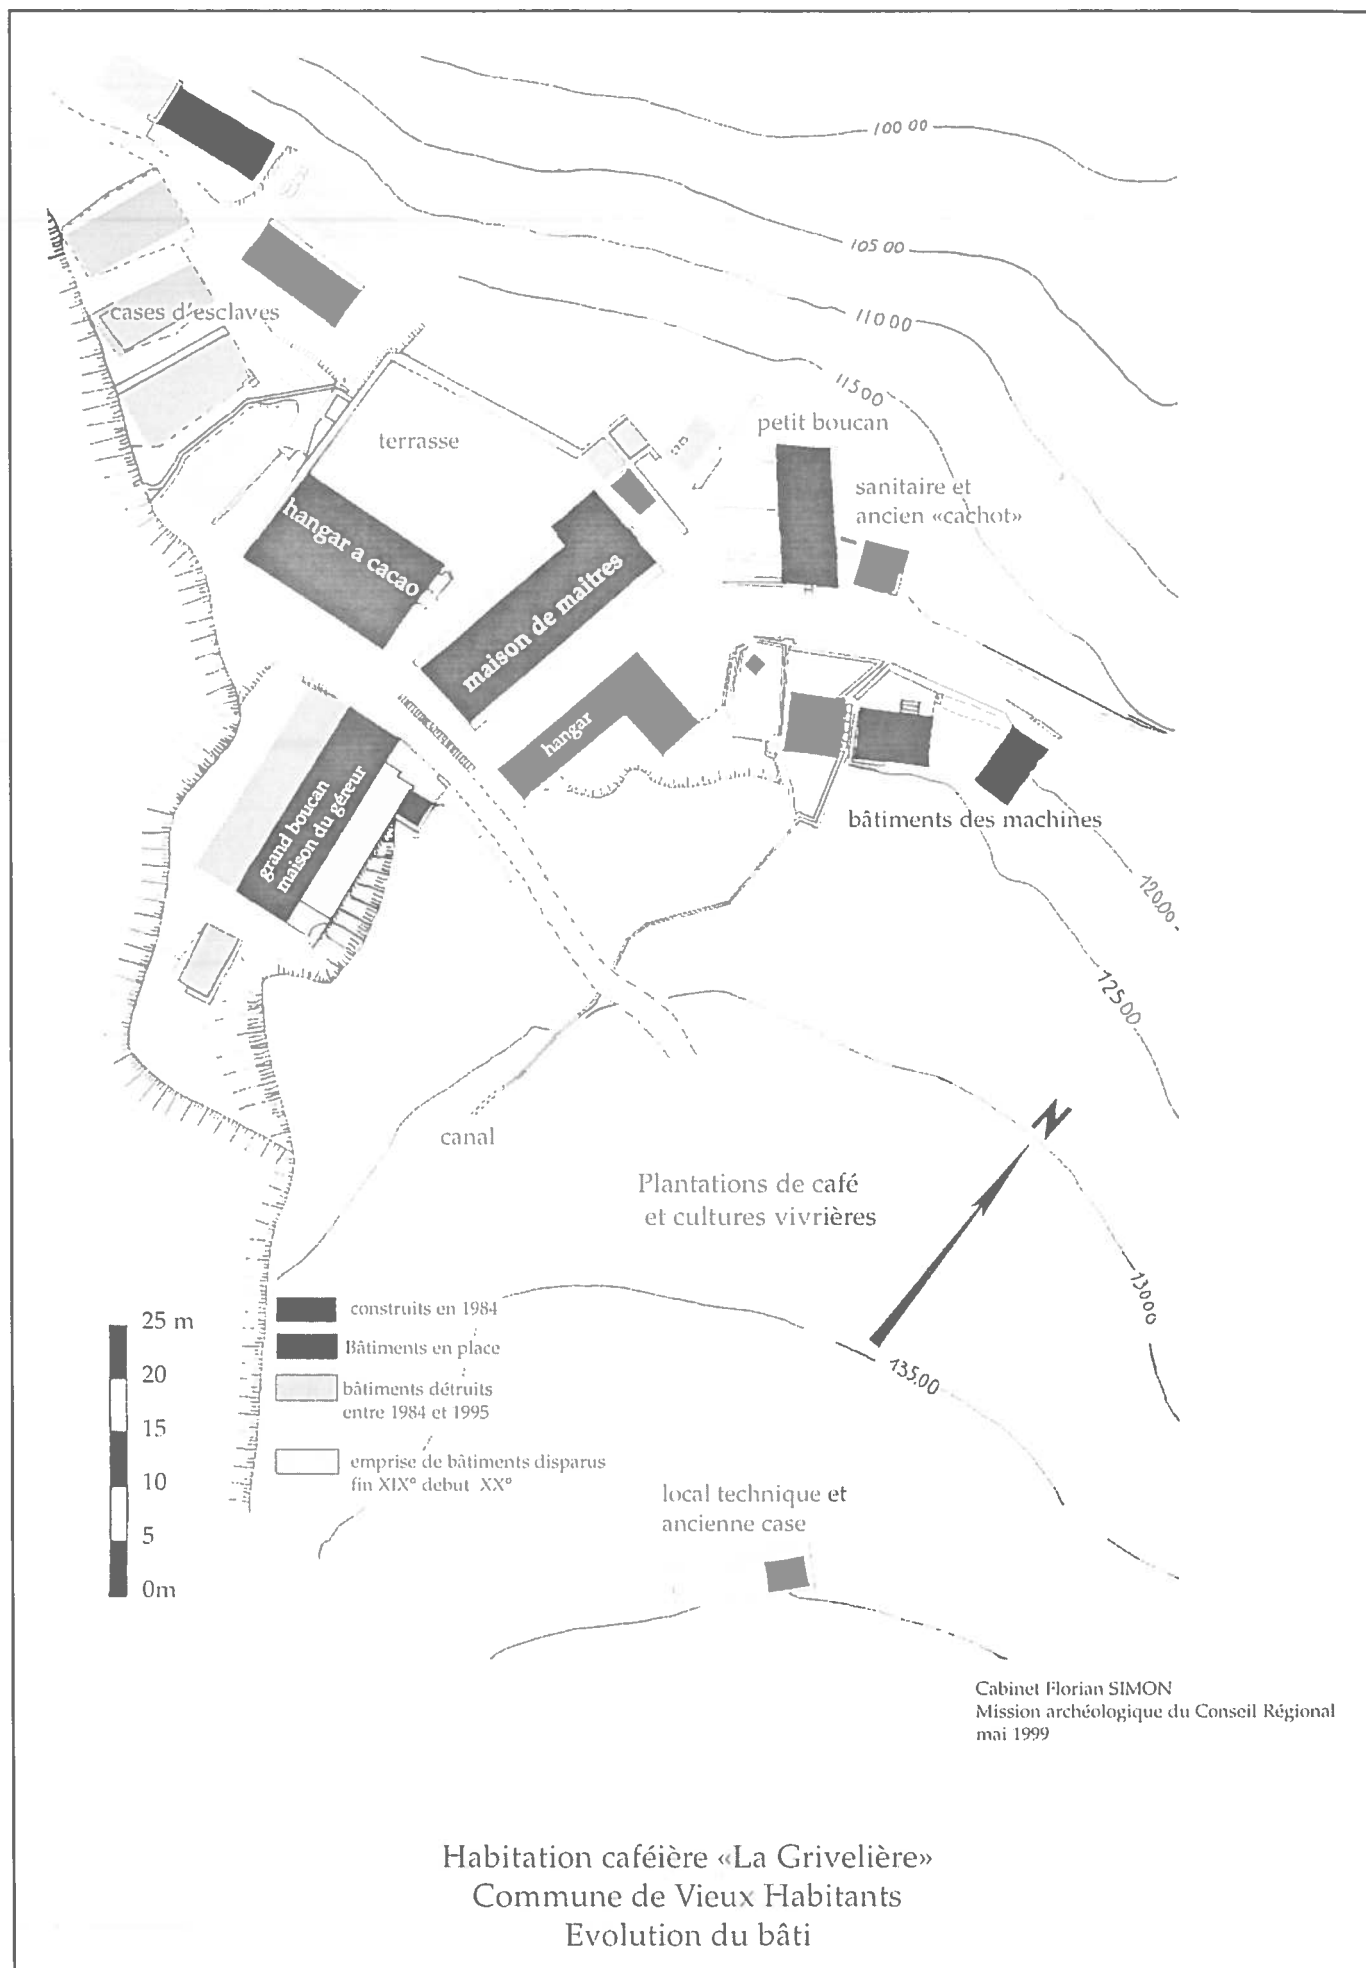 100 00
105 00
110 00
115 00
cases d'esclaves
terrasse
petit boucan
sanitaire et
ancien «cachot»
hangar a cacao
maison de maitres
hangar
grand boucan
maison du géreur
bâtiments des machines
120.00
125.00
canal
N
Plantations de café
et cultures vivrières
130 00
135.00
25 m
20
15
10
5
0m
construits en 1984
Bâtiments en place
bâtiments détruits
entre 1984 et 1995
emprise de bâtiments disparus
fin XIX° debut XX°
local technique et
ancienne case
Cabinet Florian SIMON
Mission archéologique du Conseil Régional
mai 1999
Habitation caféière «La Grivelière»
Commune de Vieux Habitants
Evolution du bâti